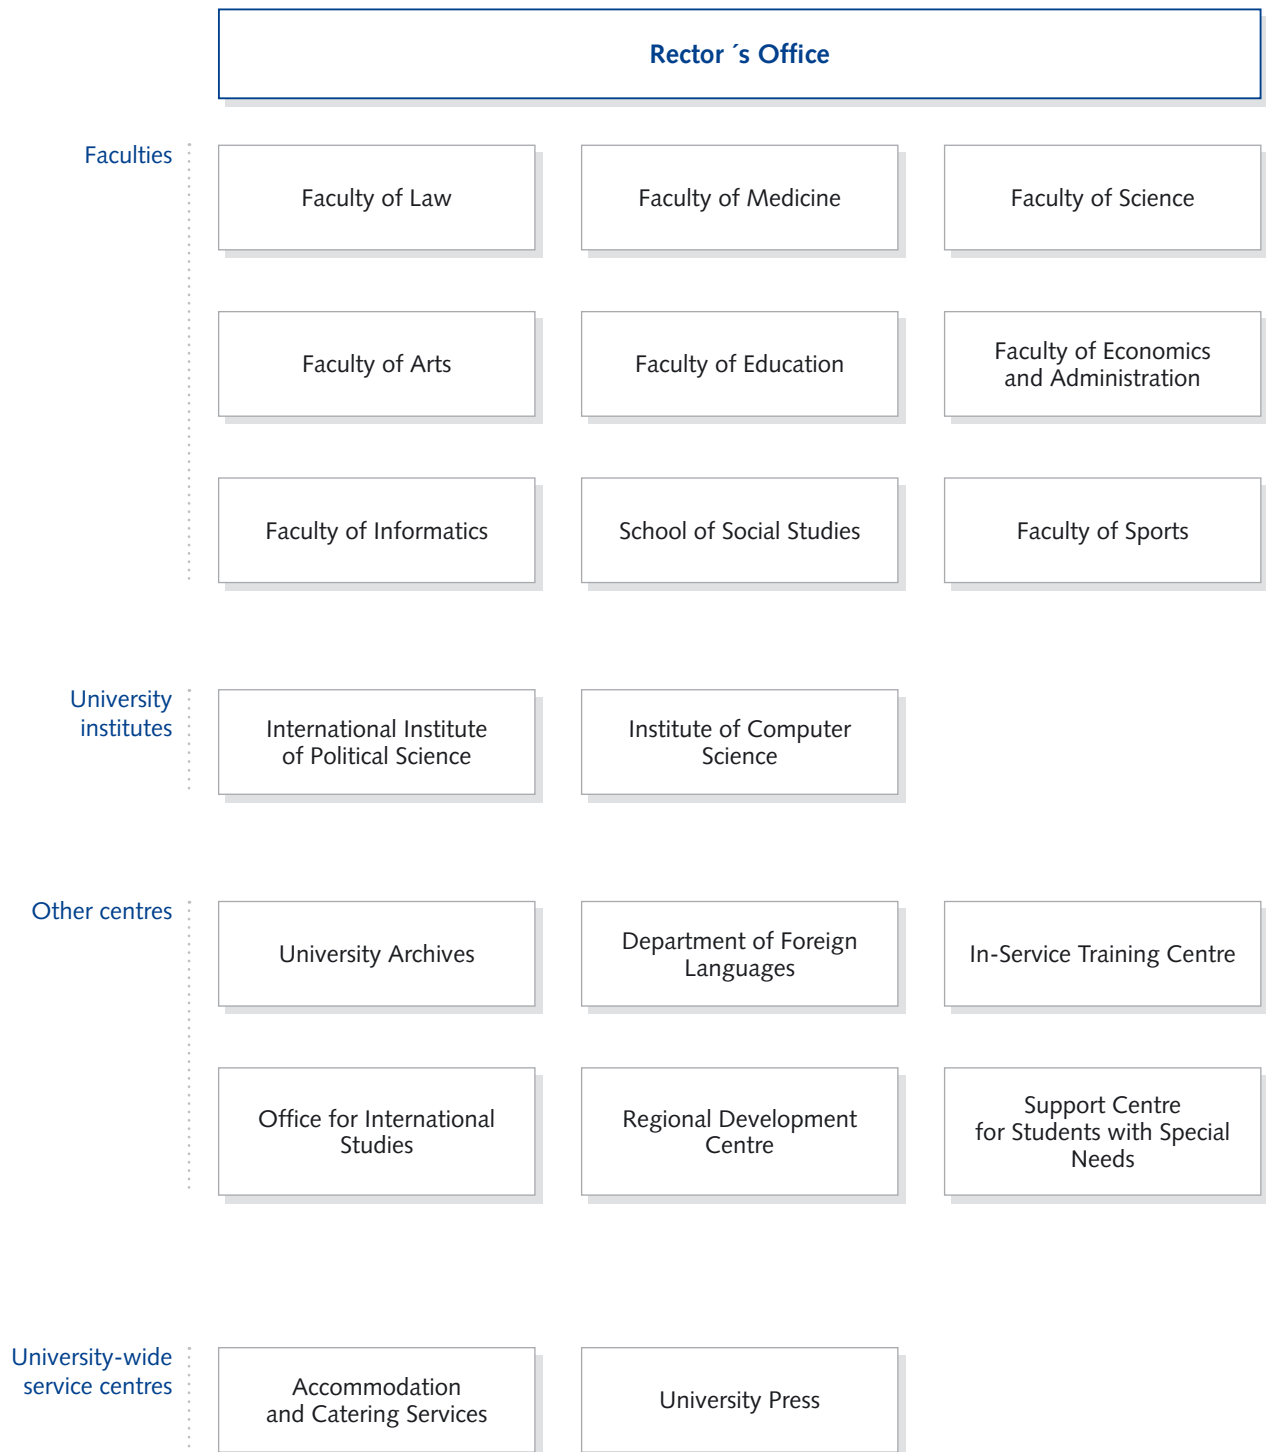 Rector ´s Office
Faculties
Faculty of Law
Faculty of Medicine
Faculty of Science
Faculty of Arts
Faculty of Education
Faculty of Economics
and Administration
Faculty of Informatics
School of Social Studies
Faculty of Sports
University
institutes
International Institute
of Political Science
Institute of Computer
Science
Other centres
University Archives
Department of Foreign
Languages
In-Service Training Centre
Office for International
Studies
Regional Development
Centre
Support Centre
for Students with Special
Needs
University-wide
service centres
Accommodation
and Catering Services
University Press